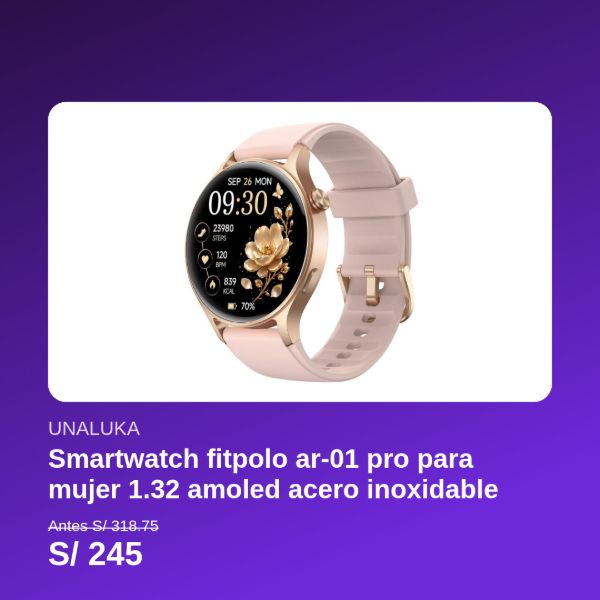 SEP 26 MON
09:30
23980
STEPS
120
BPM
839
KCAL
70%
UNALUKA
Smartwatch fitpolo ar-01 pro para
mujer 1.32 amoled acero inoxidable
Antes S/ 318.75
S/ 245